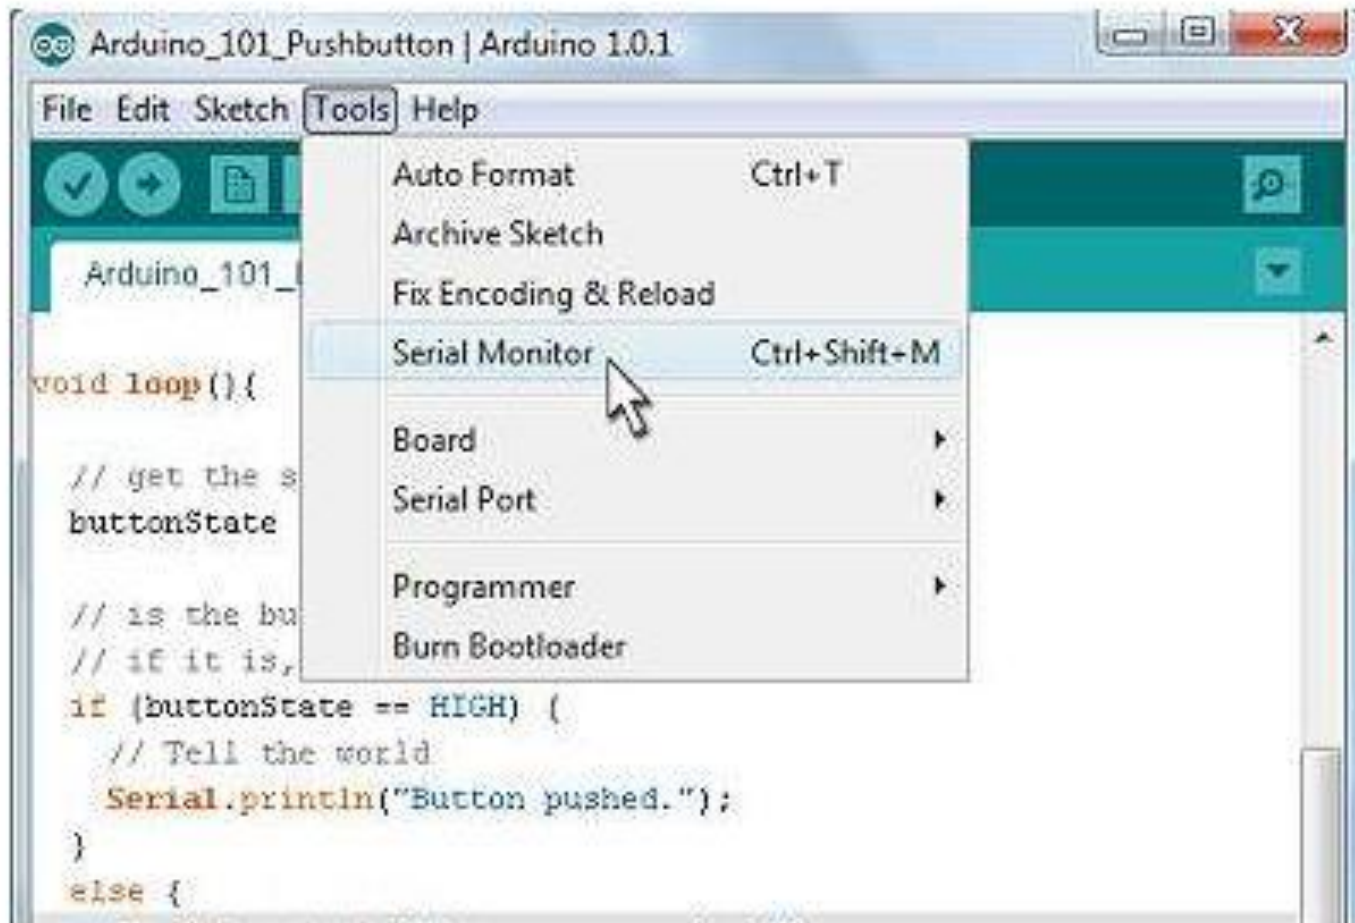 Arduino_101_Pushbutton | Arduino 1.0.1
File Edit Sketch Tools Help
Auto Format Ctrl+T
Archive Sketch
Fix Encoding & Reload
Serial Monitor Ctrl+Shift+M
Board
Serial Port
Programmer
Burn Bootloader
Arduino_101_
void loop(){
// get the s
buttonState
// is the bu
// if it is,
if (buttonState == HIGH) {
// Tell the world
Serial.println("Button pushed.");
}
else {